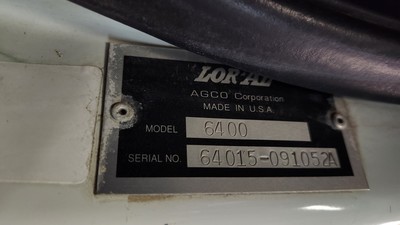 LOR*AL
AGCO Corporation
MADE IN U.S.A.
MODEL 6400
SERIAL NO. 64015-091052A